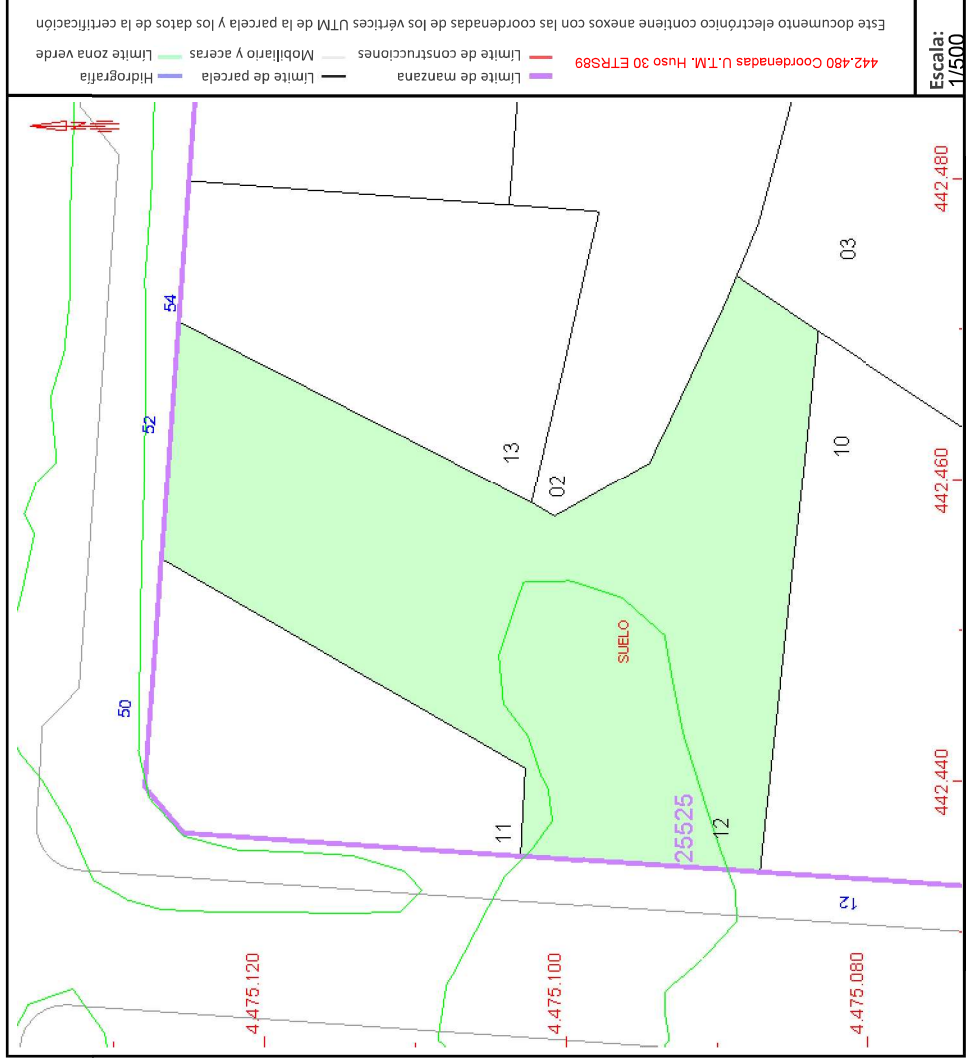 Este documento electrónico contiene anexos con las coordenadas de los vértices UTM de la parcela y los datos de la certificación
442.480 Coordenadas U.T.M. Huso 30 ETRS89
Límite de manzana
Límite de parcela
Límite de construcciones
Mobiliario y aceras
Límite zona verde
Hidrografía
Escala:
1/500
54
52
50
13
02
03
10
11
SUELO
25525
12
12
442.480
442.460
442.440
4.475.120
4.475.100
4.475.080